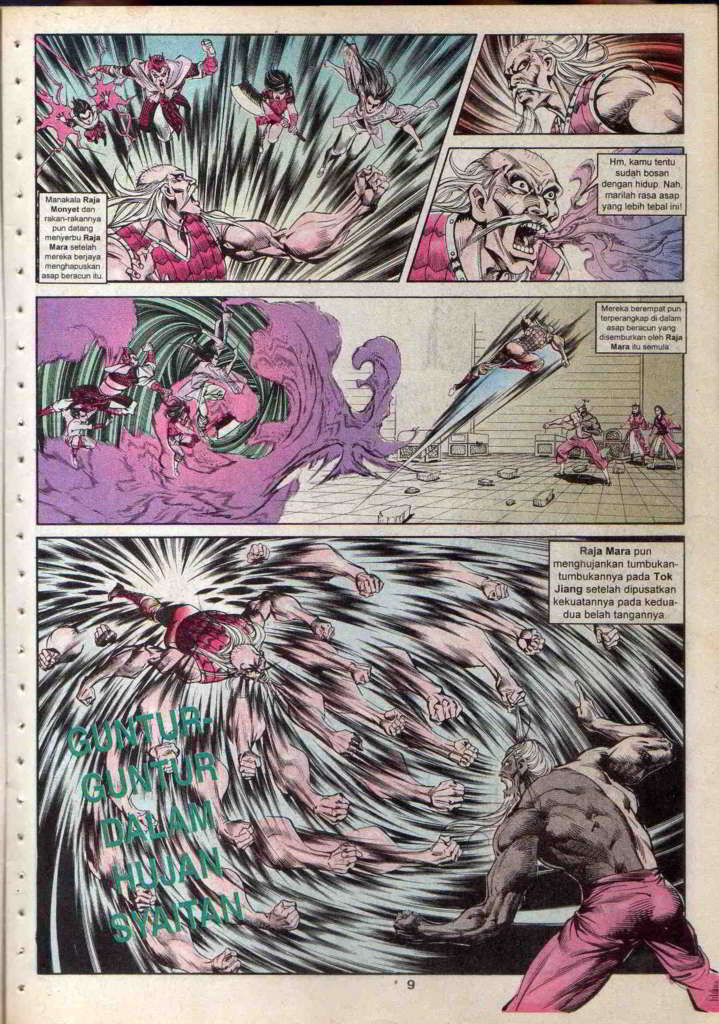 Manakala Raja
Monyet dan
rakan-rakannya
pun datang
menyerbu Raja
Mara setelah
mereka berjaya
menghapuskan
asap beracun itu.
Hm, kamu tentu
sudah bosan
dengan hidup. Nah,
marilah rasa asap
yang lebih tebal ini!
Mereka berempat pun
terperangkap di-dalam
asap beracun yang
disemburkan oleh Raja
Mara itu semula.
Raja Mara pun
menghujankan tumbukan-
tumbukannya pada Tok
Jiang setelah dipusatkan
kekuatannya pada kedua-
dua belah tangannya.
GUNTUR-
GUNTUR
DALAM
HUJAN
SYAITAN
9